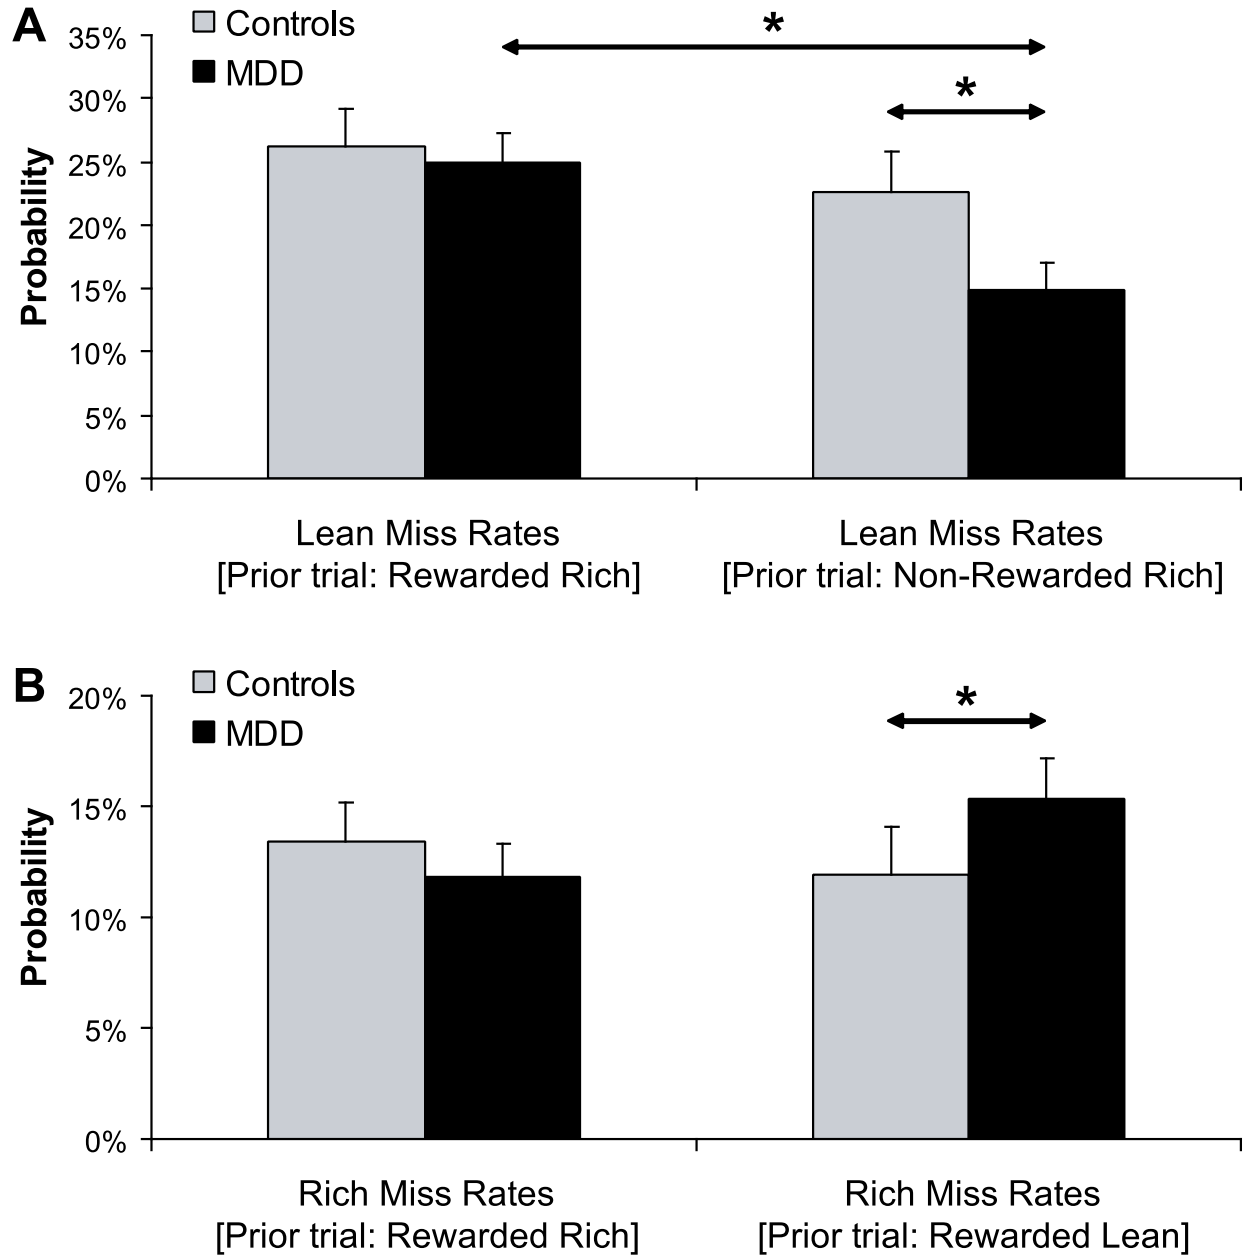 A
Controls
MDD
*
*
35%
30%
25%
20%
15%
10%
5%
0%
Probability
Lean Miss Rates
[Prior trial: Rewarded Rich]
Lean Miss Rates
[Prior trial: Non-Rewarded Rich]
B
Controls
MDD
*
20%
15%
10%
5%
0%
Probability
Rich Miss Rates
[Prior trial: Rewarded Rich]
Rich Miss Rates
[Prior trial: Rewarded Lean]